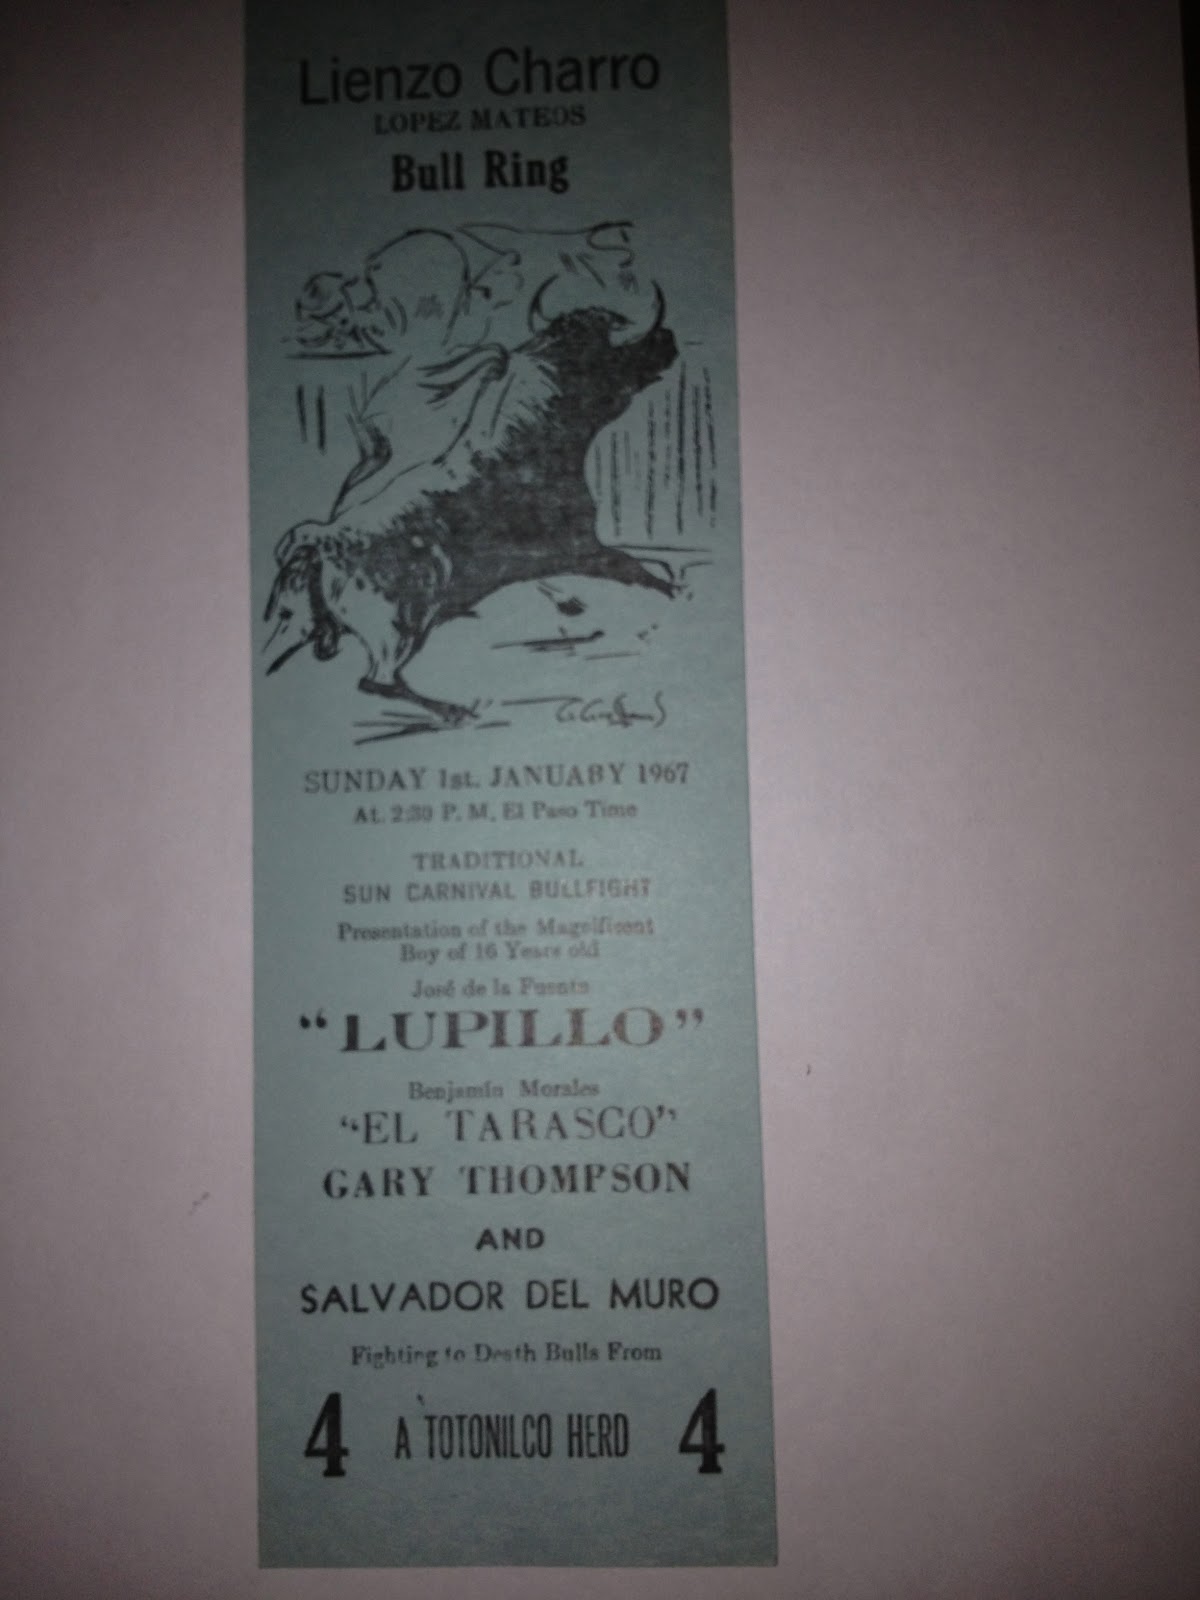 Lienzo Charro
LOPEZ MATEOS
Bull Ring
SUNDAY 1st. JANUARY 1967
At. 2:30 P. M. El Paso Time
TRADITIONAL
SUN CARNIVAL BULLFIGHT
Presentation of the Magnificent
Boy of 16 Years old
José de la Fuente
"LUPILLO"
Benjamín Morales
"EL TARASCO"
GARY THOMPSON
AND
SALVADOR DEL MURO
Fighting to Death Bulls From
4 A TOTONILCO HERD 4